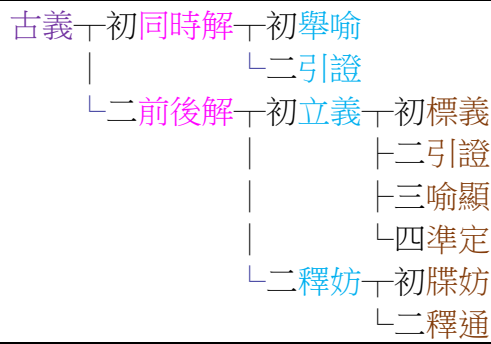 古義┬初同時解┬初舉喻
｜　　　　　└二引證
└二前後解┬初立義┬初標義
｜　├二引證
｜　├三喻顯
｜　└四準定
└二釋妨┬初牒妨
└二釋通